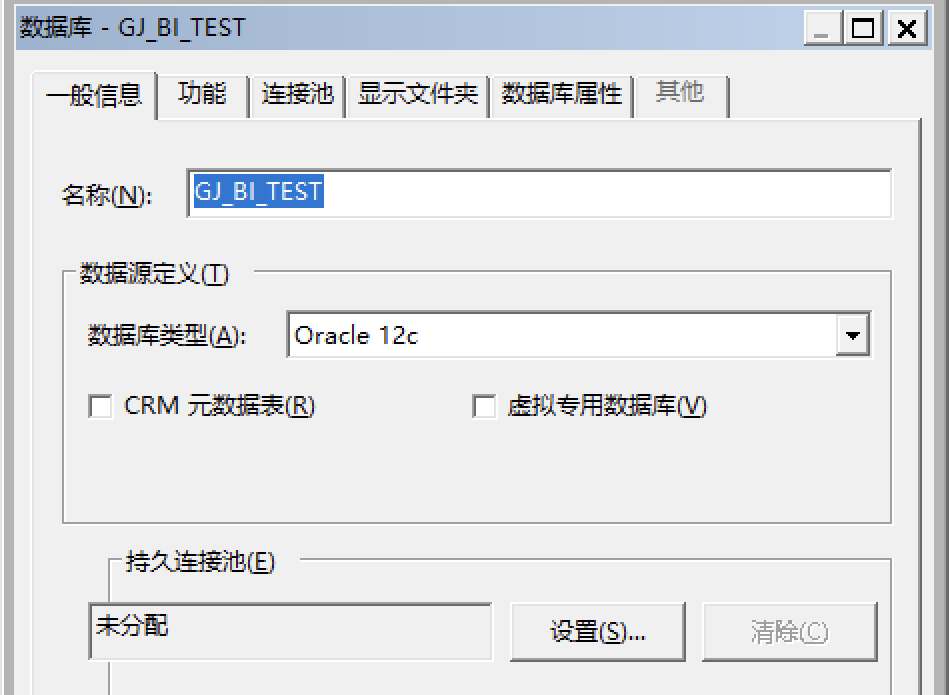 数据库 - GJ_BI_TEST
一般信息 功能 连接池 显示文件夹 数据库属性 其他
名称(N): GJ_BI_TEST
数据源定义(T)
数据库类型(A): Oracle 12c
CRM 元数据表(R) 虚拟专用数据库(V)
持久连接池(E)
未分配 设置(S)... 清除(C)